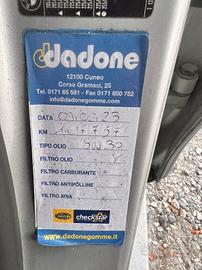 dadone
12100 Cuneo
Corso Gramsci, 25
Tel. 0171 65 581 - Fax 0171 600 752
info@dadonegomme.com
DATA
KM
TIPO OLIO 5W30
FILTRO OLIO
FILTRO CARBURANTE
FILTRO ANTIPOLLINE
FILTRO ARIA
checkstar
www.dadonegomme.it